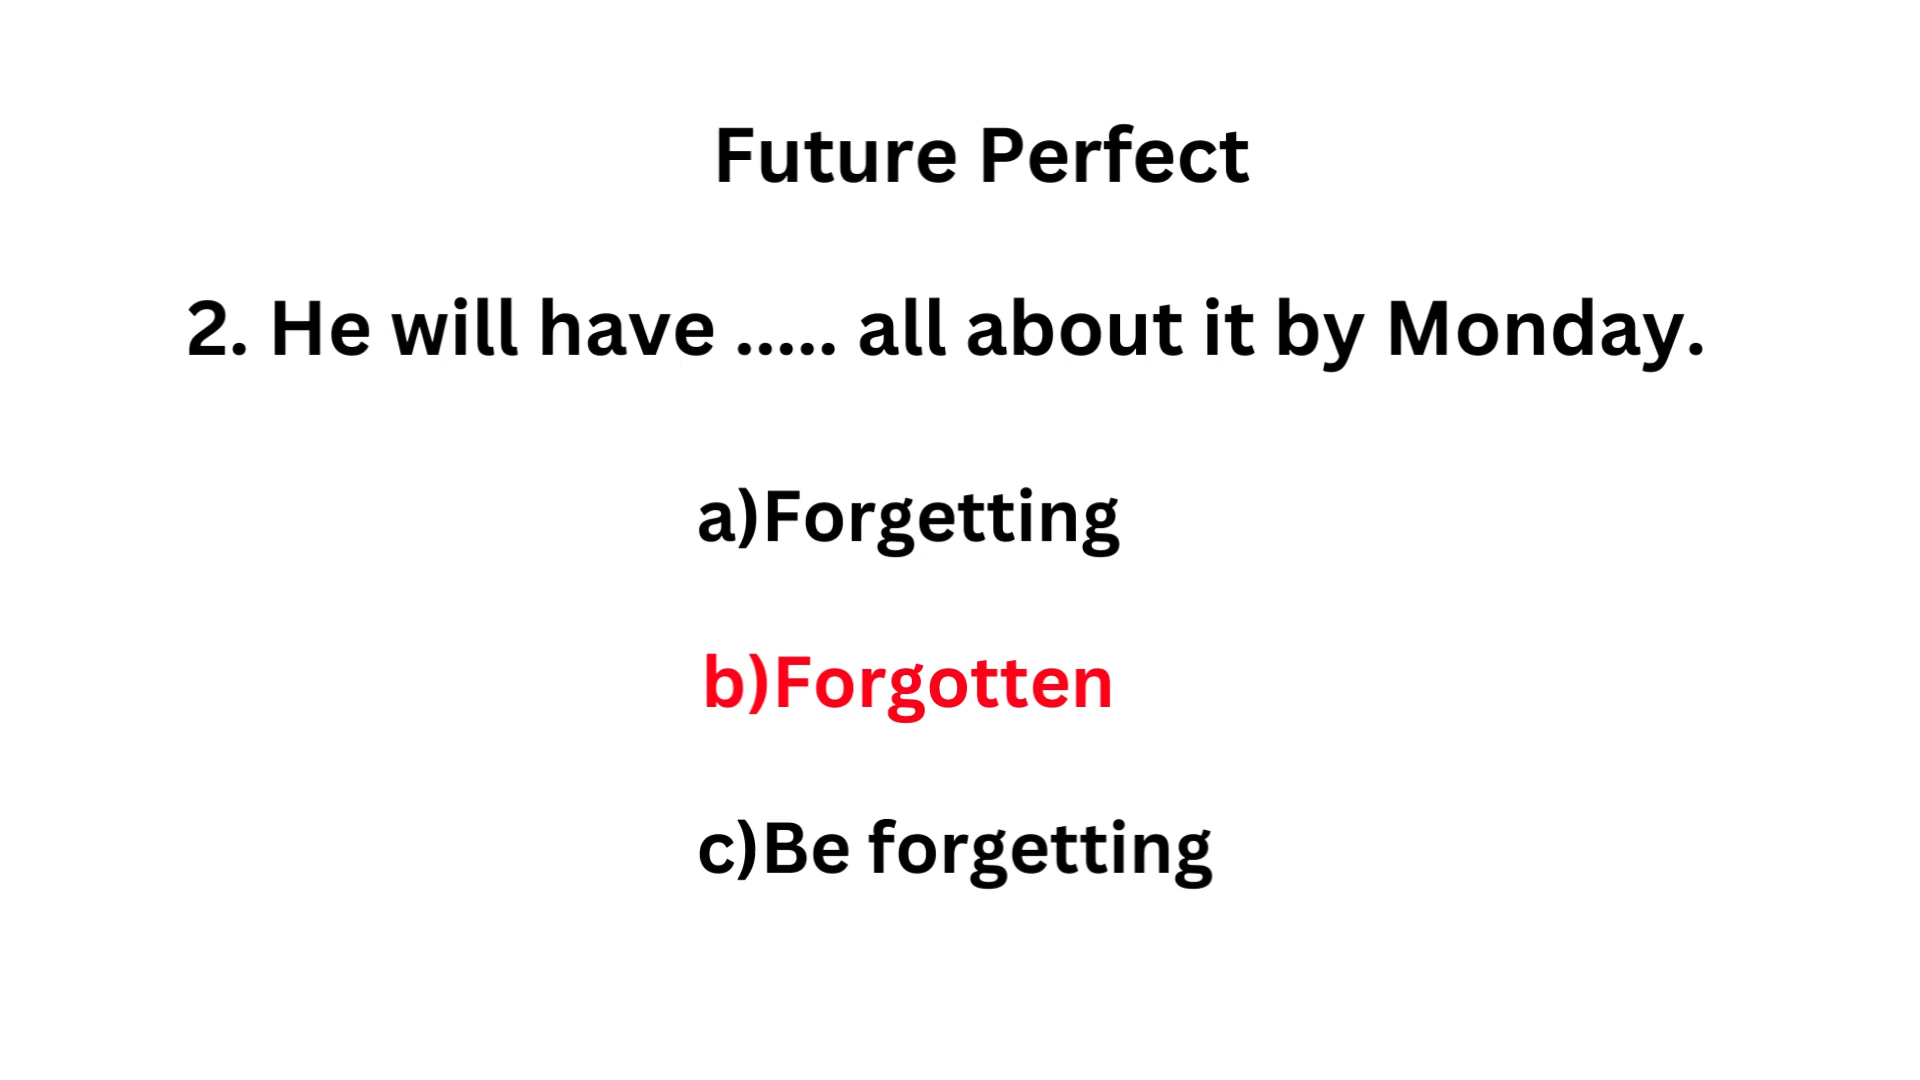 Future Perfect
2. He will have ..... all about it by Monday.
a)Forgetting
b)Forgotten
c)Be forgetting